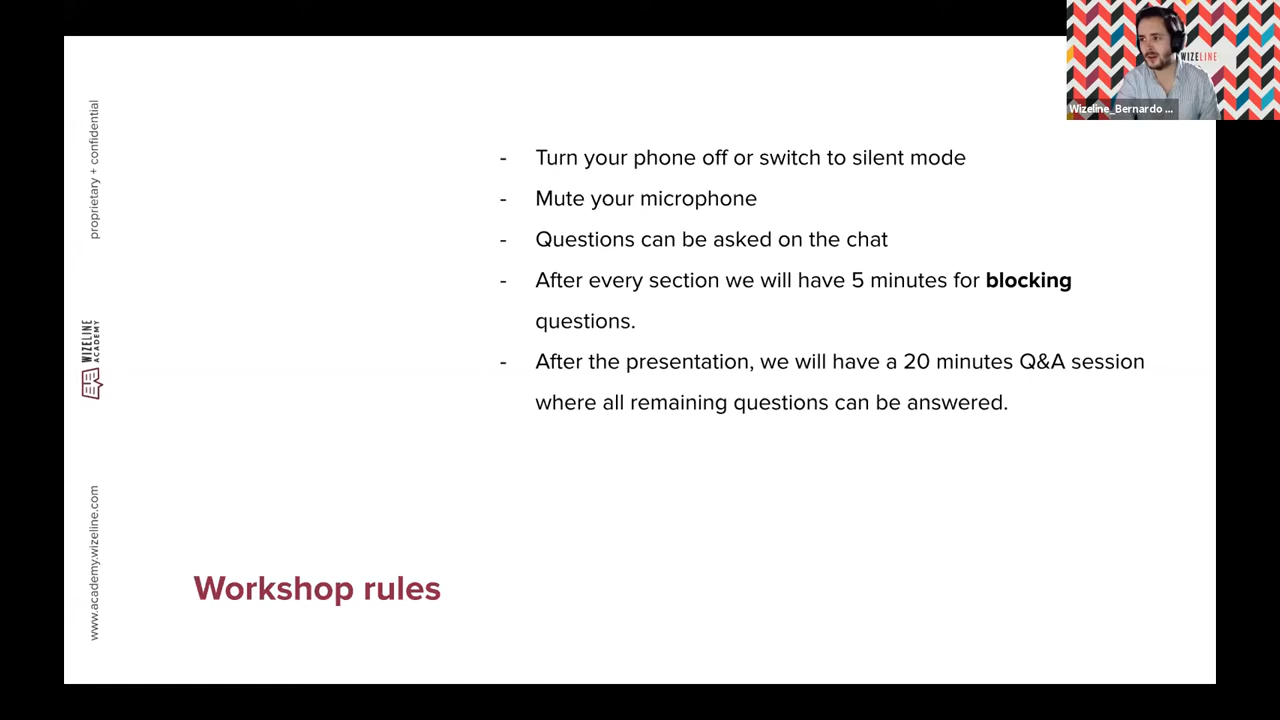 WIZELINE
Wizeline_Bernardo ...
proprietary + confidential
- Turn your phone off or switch to silent mode
- Mute your microphone
- Questions can be asked on the chat
- After every section we will have 5 minutes for blocking
questions.
- After the presentation, we will have a 20 minutes Q&A session
where all remaining questions can be answered.
WIZELINE
ACADEMY
www.academy.wizeline.com
Workshop rules